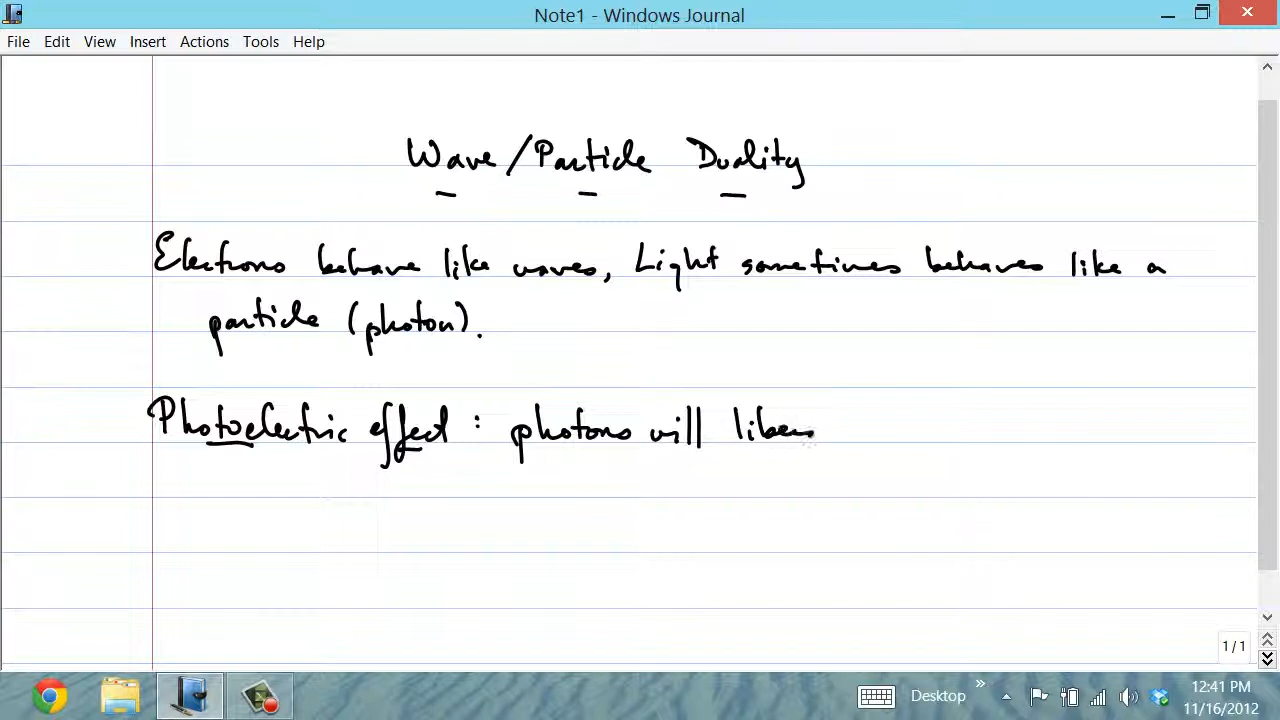 Note1 - Windows Journal
File Edit View Insert Actions Tools Help
Wave/Particle Duality
Electrons behave like waves, Light sometimes behaves like a
particle (photon).
Photoelectric effect : photons will liber
1 / 1
Desktop
12:41 PM
11/16/2012